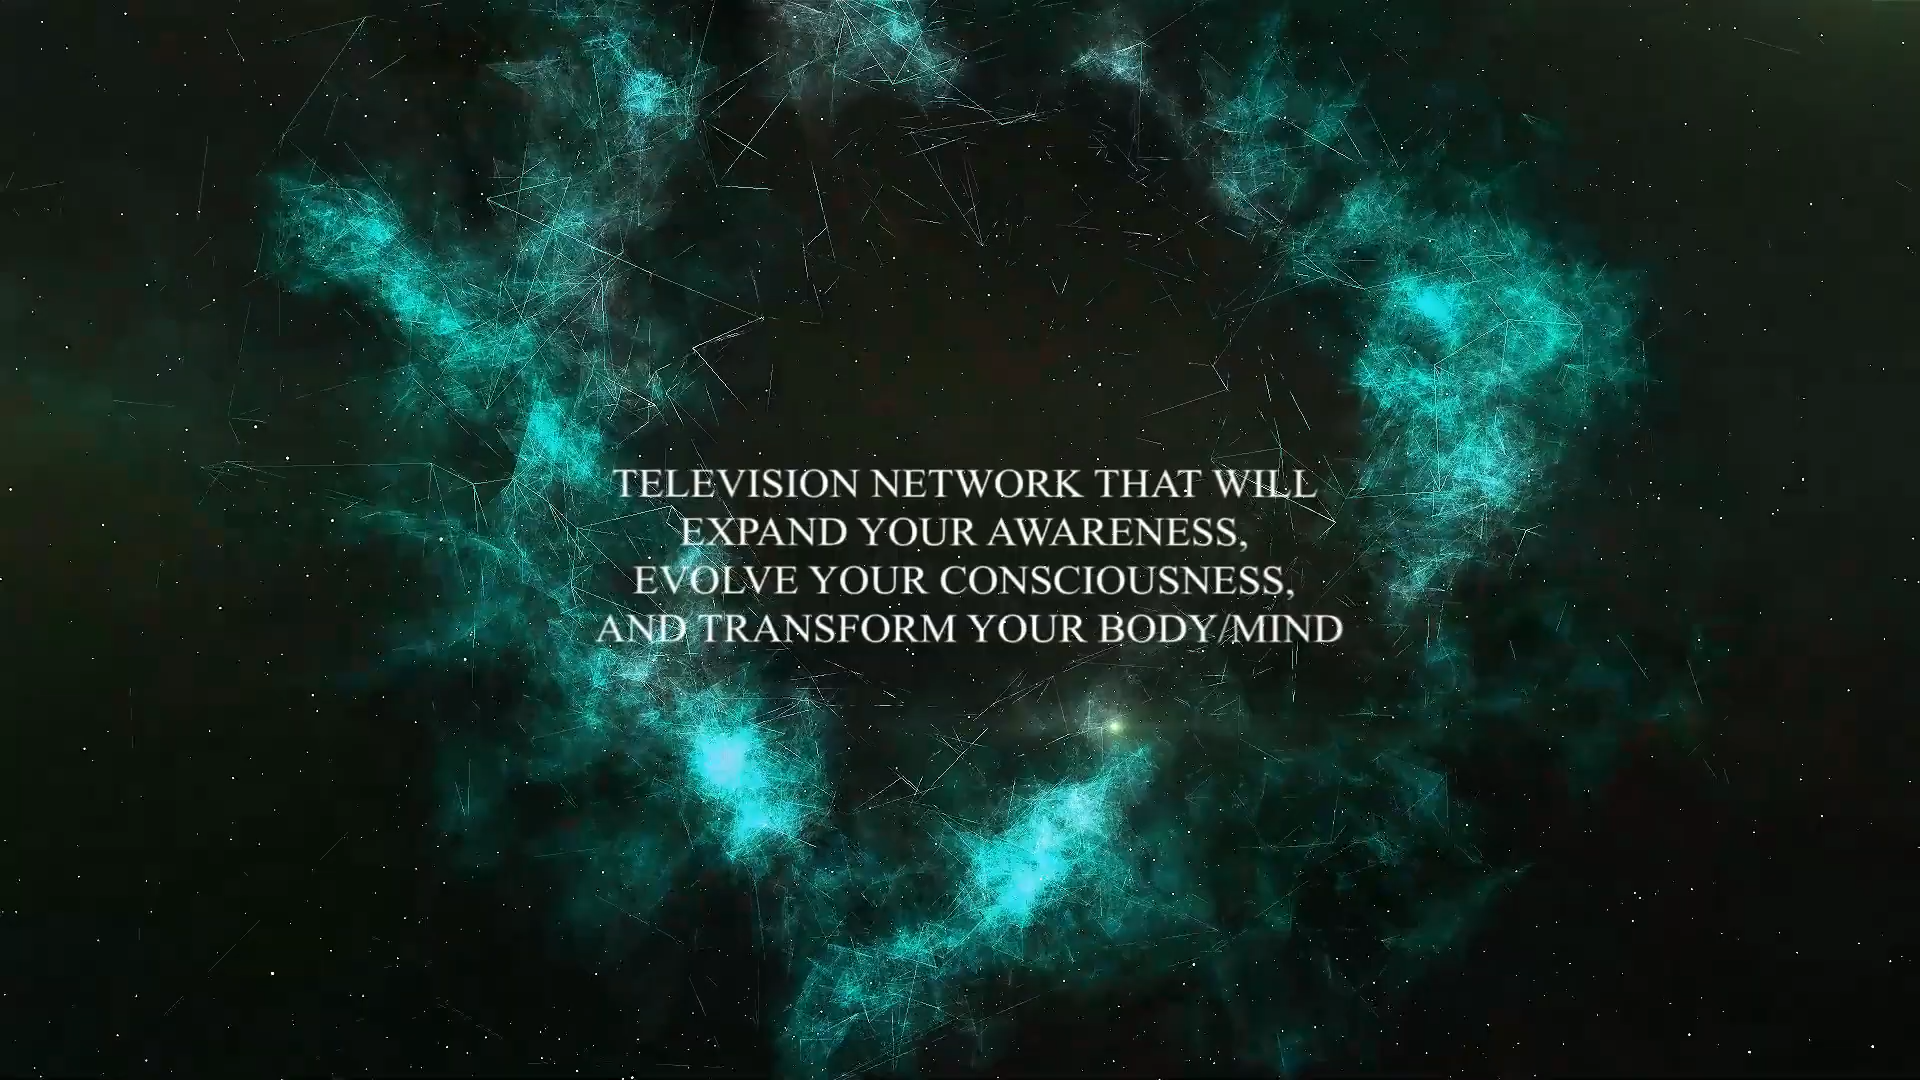 TELEVISION NETWORK THAT WILL
EXPAND YOUR AWARENESS,
EVOLVE YOUR CONSCIOUSNESS,
AND TRANSFORM YOUR BODY/MIND